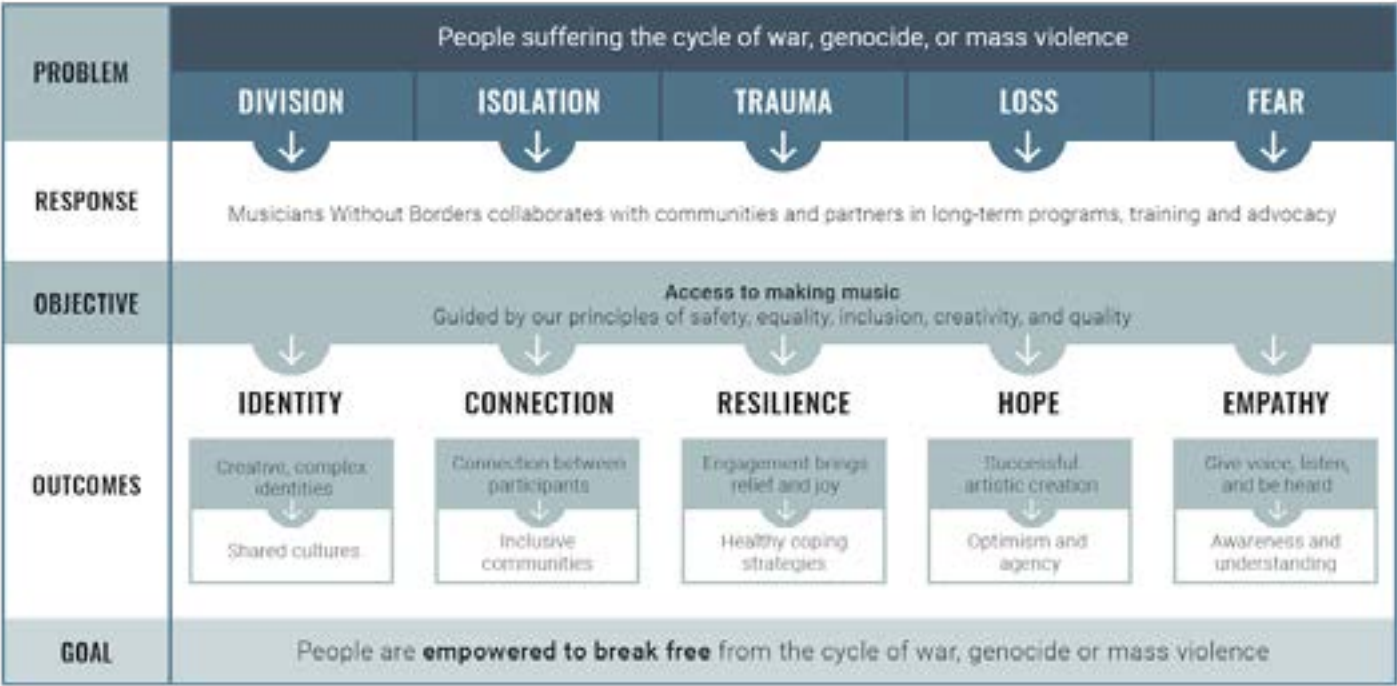 PROBLEM
People suffering the cycle of war, genocide, or mass violence
DIVISION
ISOLATION
TRAUMA
LOSS
FEAR
RESPONSE
Musicians Without Borders collaborates with communities and partners in long-term programs, training and advocacy
OBJECTIVE
Access to making music
Guided by our principles of safety, equality, inclusion, creativity, and quality
OUTCOMES
IDENTITY
Creative, complex
identities
Shared cultures
CONNECTION
Connection between
participants
Inclusive
communities
RESILIENCE
Engagement brings
relief and joy
Healthy coping
strategies
HOPE
Successful
artistic creation
Optimism and
agency
EMPATHY
Give voice, listen,
and be heard
Awareness and
understanding
GOAL
People are empowered to break free from the cycle of war, genocide or mass violence